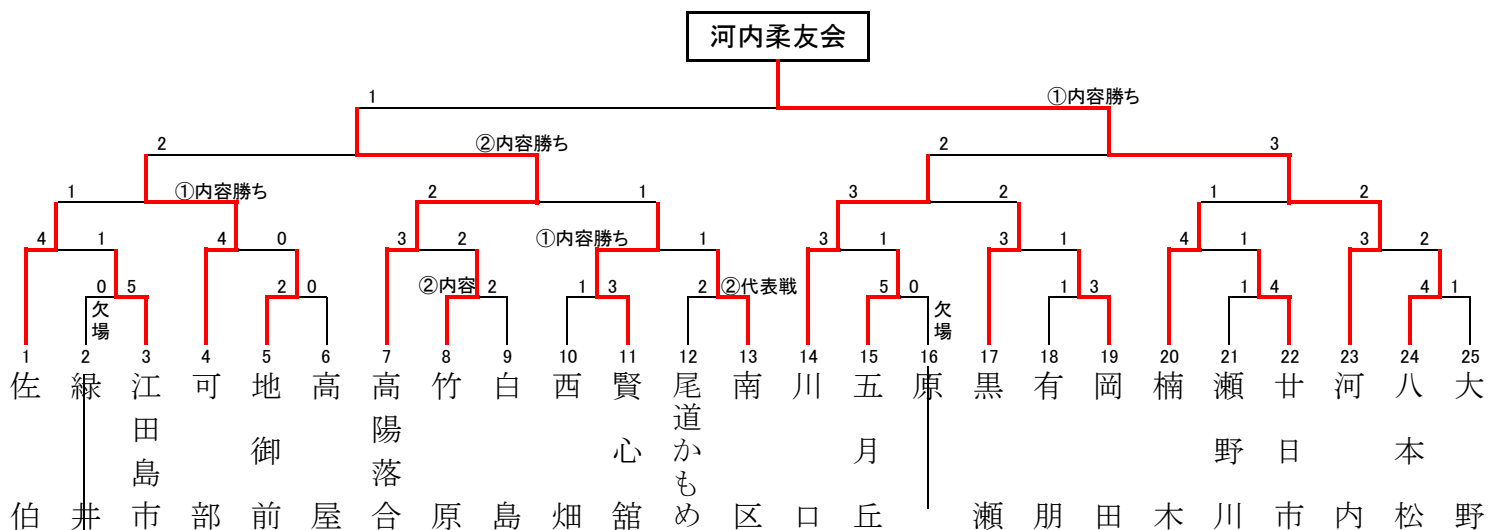 河内柔友会
1
①内容勝ち
2
②内容勝ち
2
3
1
①内容勝ち
2
1
3
2
1
2
4
1
4
0
3
2
①内容勝ち
1
3
1
3
1
4
1
3
2
0
5
2
0
②内容
2
1
3
2
②代表戦
5
0
1
3
1
4
4
1
欠場
欠場
1
2
3
4
5
6
7
8
9
10
11
12
13
14
15
16
17
18
19
20
21
22
23
24
25
佐伯
緑井
江田島市
可部
地御前
高屋
高陽落合
竹原
白島
西畑
賢心舘
尾道かもめ
南区
川口
五月丘
原
黒瀬
有朋
岡田
楠木
瀬野川
廿日市
河内
八本松
大野